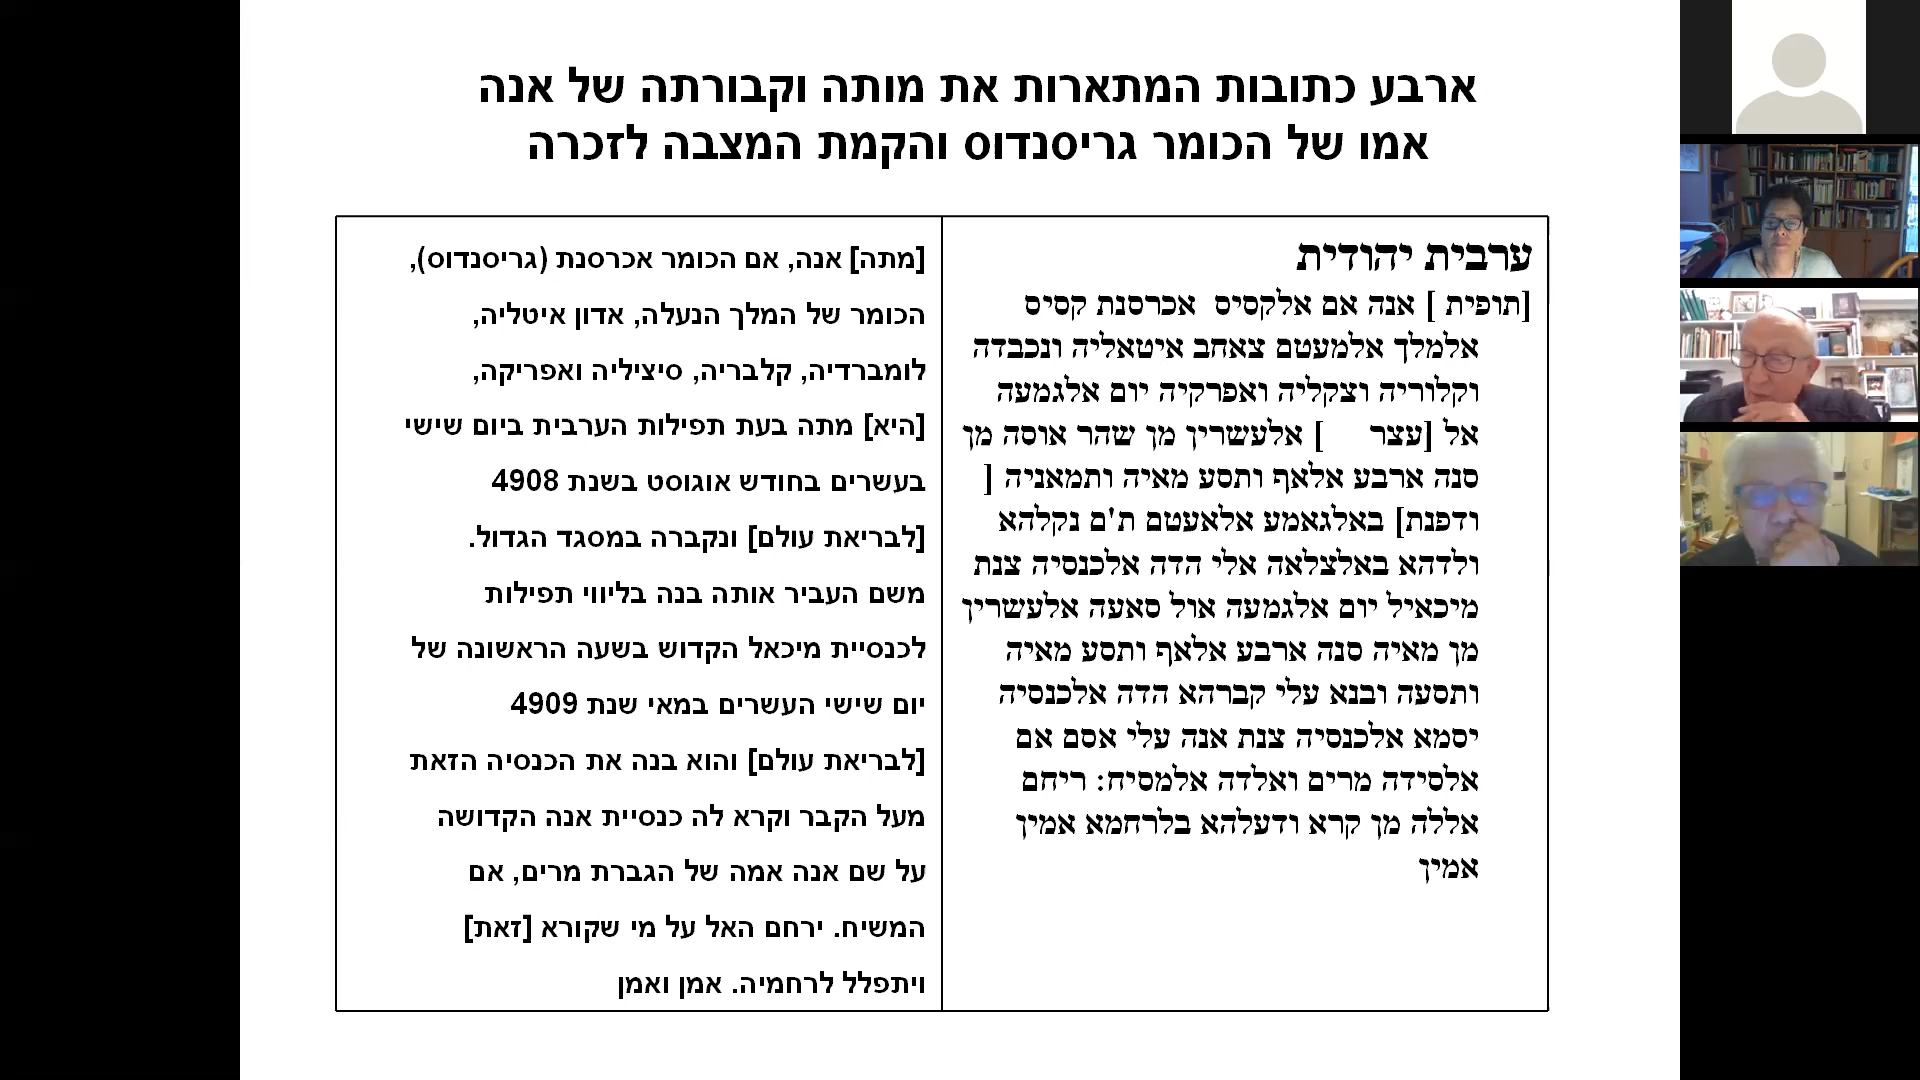 ארבע כתובות המתארות את מותה וקבורתה של אנה
אמו של הכומר גריסנדוס והקמת המצבה לזכרה
ערבית יהודית
[תופית ] אנה אם אלקסיס אכרסנת קסיס
אלמלך אלמעטם צאחב איטאליה ונכבדה
וקלוריה וצקליה ואפרקיה יום אלגמעה
אל [עצר ] אלעשרין מן שהר אוסה מן
סנה ארבע אלאף ותסע מאיה ותמאניה [
ודפנת] באלגאמע אלאעטם ת'ם נקלהא
ולדהא באלצלאה אלי הדה אלכנסיה צנת
מיכאיל יום אלגמעה אול סאעה אלעשרין
מן מאיה סנה ארבע אלאף ותסע מאיה
ותסעה ובנא עלי קברהא הדה אלכנסיה
יסמא אלכנסיה צנת אנה עלי אסם אם
אלסידה מרים ואלדה אלמסיח: ריחם
אללה מן קרא ודעלהא בלרחמא אמין
אמין
[מתה] אנה, אם הכומר אכרסנת (גריסנדוס),
הכומר של המלך הנעלה, אדון איטליה,
לומברדיה, קלבריה, סיציליה ואפריקה,
[היא] מתה בעת תפילות הערבית ביום שישי
בעשרים בחודש אוגוסט בשנת 4908
[לבריאת עולם] ונקברה במסגד הגדול.
משם העביר אותה בנה בליווי תפילות
לכנסיית מיכאל הקדוש בשעה הראשונה של
יום שישי העשרים במאי שנת 4909
[לבריאת עולם] והוא בנה את הכנסיה הזאת
מעל הקבר וקרא לה כנסיית אנה הקדושה
על שם אנה אמה של הגברת מרים, אם
המשיח. ירחם האל על מי שקורא [זאת]
ויתפלל לרחמיה. אמן ואמן